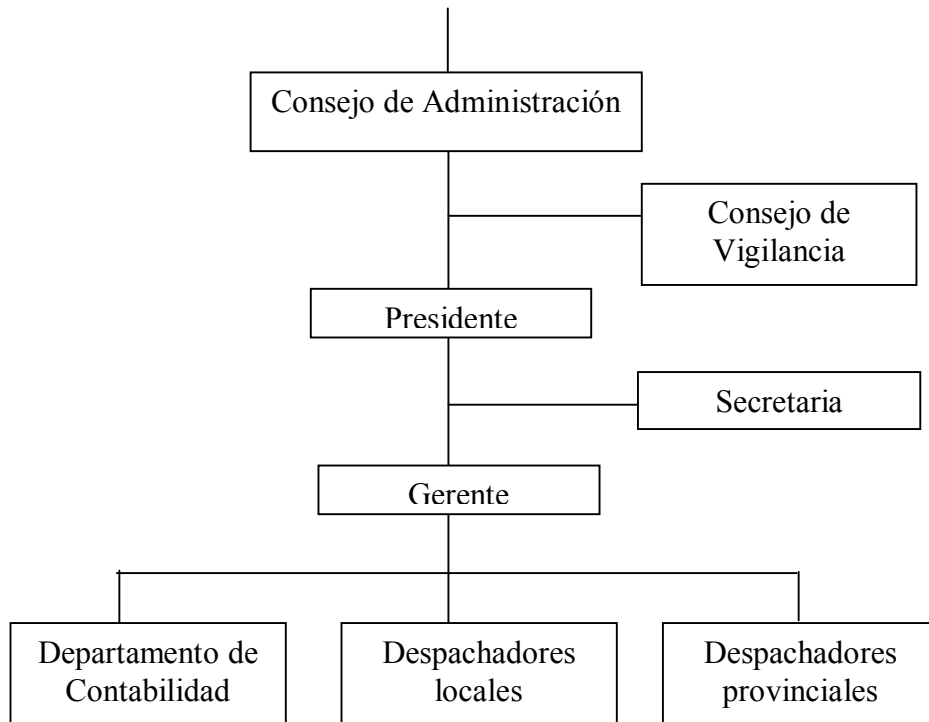 Consejo de Administración
Consejo de
Vigilancia
Presidente
Secretaria
Gerente
Departamento de
Contabilidad
Despachadores
locales
Despachadores
provinciales